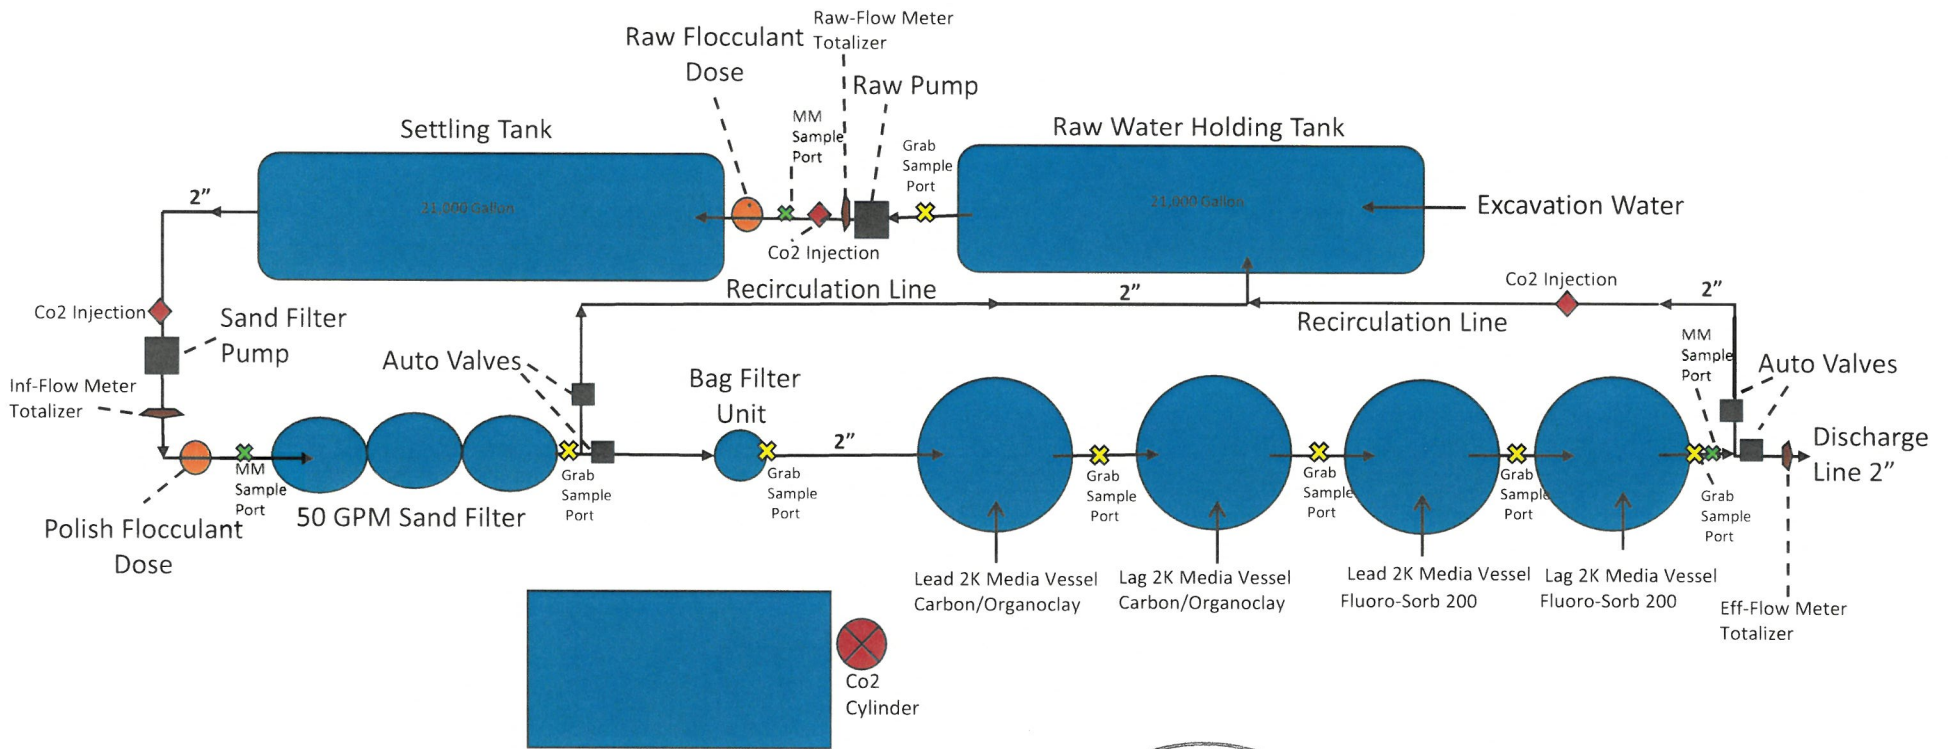 Raw-Flow Meter
Totalizer
Raw Flocculant
Dose
Raw Pump
MM
Sample
Port
Grab
Sample
Port
Settling Tank
Raw Water Holding Tank
2”
21,000 Gallon
Excavation Water
Co2 Injection
Recirculation Line
2”
Co2 Injection
2”
Recirculation Line
Co2 Injection
Sand Filter
Pump
Inf-Flow Meter
Totalizer
Auto Valves
Bag Filter
Unit
2”
MM
Sample
Port
Auto Valves
Discharge
Line 2”
MM
Sample
Port
Polish Flocculant
Dose
50 GPM Sand Filter
Grab
Sample
Port
Grab
Sample
Port
Grab
Sample
Port
Grab
Sample
Port
Grab
Sample
Port
Grab
Sample
Port
Lead 2K Media Vessel
Carbon/Organoclay
Lag 2K Media Vessel
Carbon/Organoclay
Lead 2K Media Vessel
Fluoro-Sorb 200
Lag 2K Media Vessel
Fluoro-Sorb 200
Eff-Flow Meter
Totalizer
Co2
Cylinder